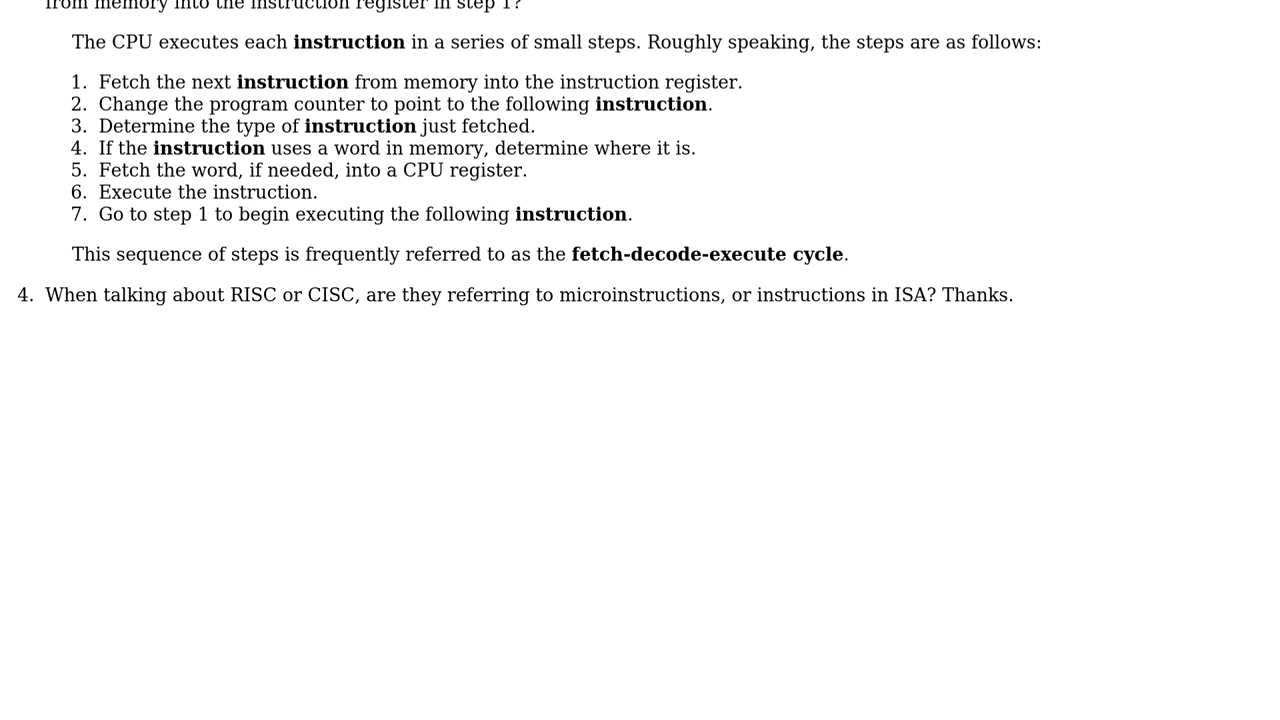 from memory into the instruction register in step 1?
The CPU executes each instruction in a series of small steps. Roughly speaking, the steps are as follows:
1. Fetch the next instruction from memory into the instruction register.
2. Change the program counter to point to the following instruction.
3. Determine the type of instruction just fetched.
4. If the instruction uses a word in memory, determine where it is.
5. Fetch the word, if needed, into a CPU register.
6. Execute the instruction.
7. Go to step 1 to begin executing the following instruction.
This sequence of steps is frequently referred to as the fetch-decode-execute cycle.
4. When talking about RISC or CISC, are they referring to microinstructions, or instructions in ISA? Thanks.